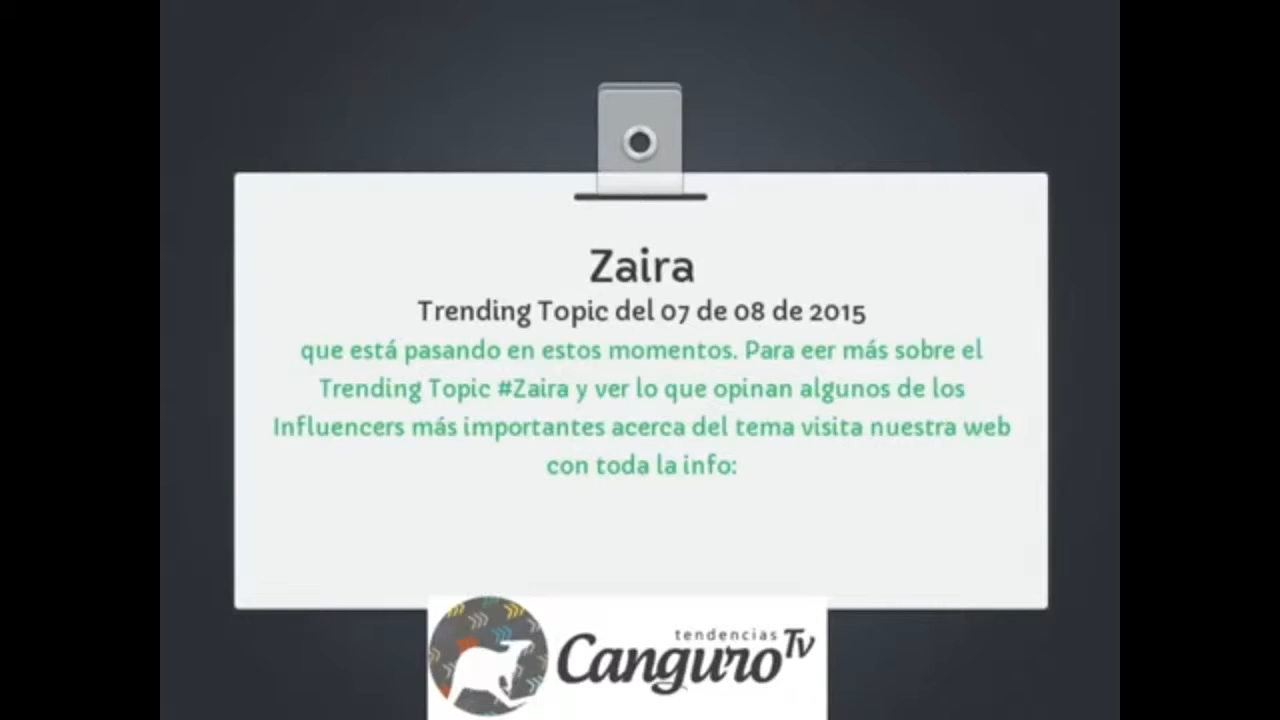 Zaira
Trending Topic del 07 de 08 de 2015
que está pasando en estos momentos. Para eer más sobre el
Trending Topic #Zaira y ver lo que opinan algunos de los
Influencers más importantes acerca del tema visita nuestra web
con toda la info:
tendencias
Canguro Tv